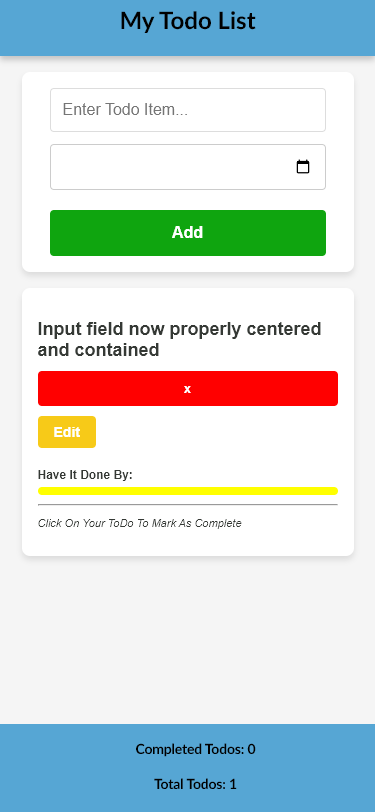 My Todo List
Enter Todo Item...
Add
Input field now properly centered
and contained
x
Edit
Have It Done By:
Click On Your ToDo To Mark As Complete
Completed Todos: 0
Total Todos: 1